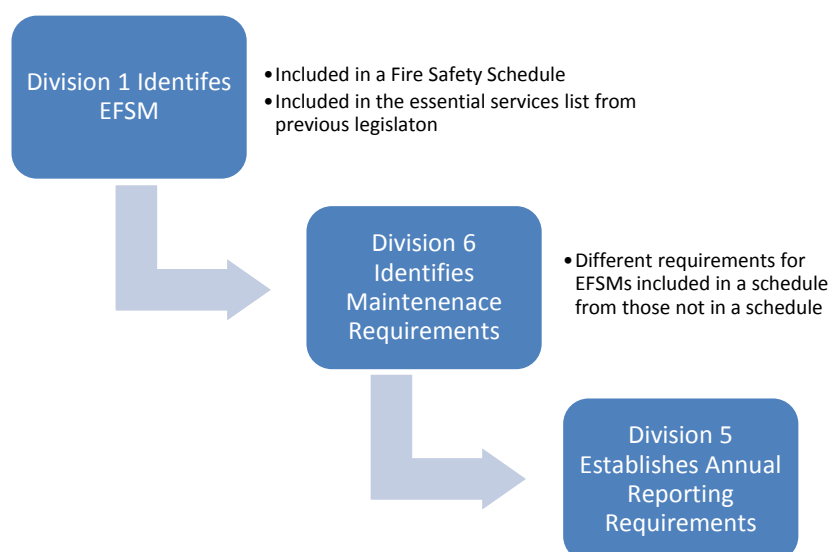 Division 1 Identifes
EFSM
•Included in a Fire Safety Schedule
•Included in the essential services list from
previous legislaton
Division 6
Identifies
Maintenenace
Requirements
•Different requirements for
EFSMs included in a schedule
from those not in a schedule
Division 5
Establishes Annual
Reporting
Requirements